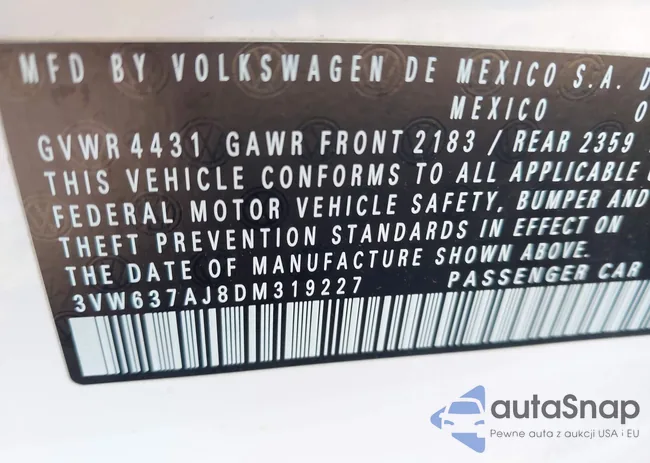 MFD BY VOLKSWAGEN DE MEXICO S.A. D
MEXICO
GVWR 4431 GAWR FRONT 2183 / REAR 2359
THIS VEHICLE CONFORMS TO ALL APPLICABLE
FEDERAL MOTOR VEHICLE SAFETY, BUMPER AND
THEFT PREVENTION STANDARDS IN EFFECT ON
THE DATE OF MANUFACTURE SHOWN ABOVE.
3VW637AJ8DM319227 PASSENGER CAR
autaSnap
Pewne auta z aukcji USA i EU